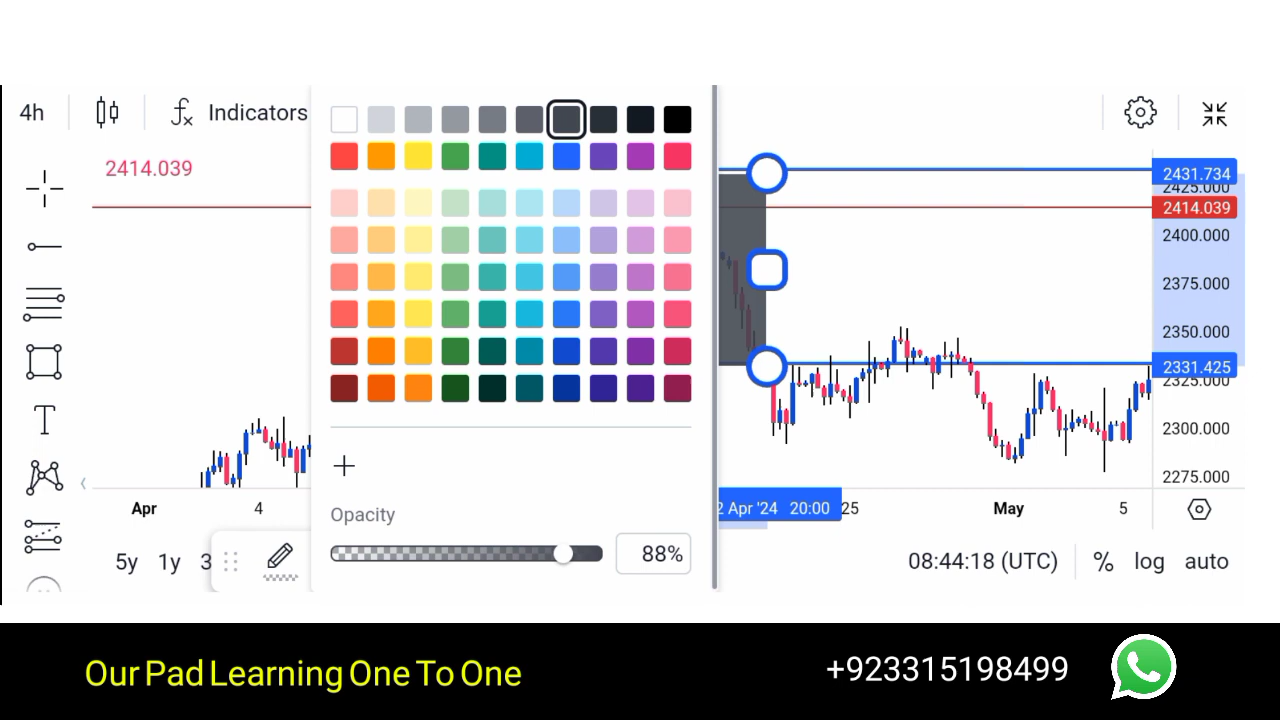 4h
Indicators
2414.039
2431.734
2425.000
2414.039
2400.000
2375.000
2350.000
2331.425
2325.000
2300.000
2275.000
Apr 4
2 Apr '24 20:00 25 May 5
5y 1y 3
Opacity
88%
08:44:18 (UTC) % log auto
Our Pad Learning One To One
+923315198499